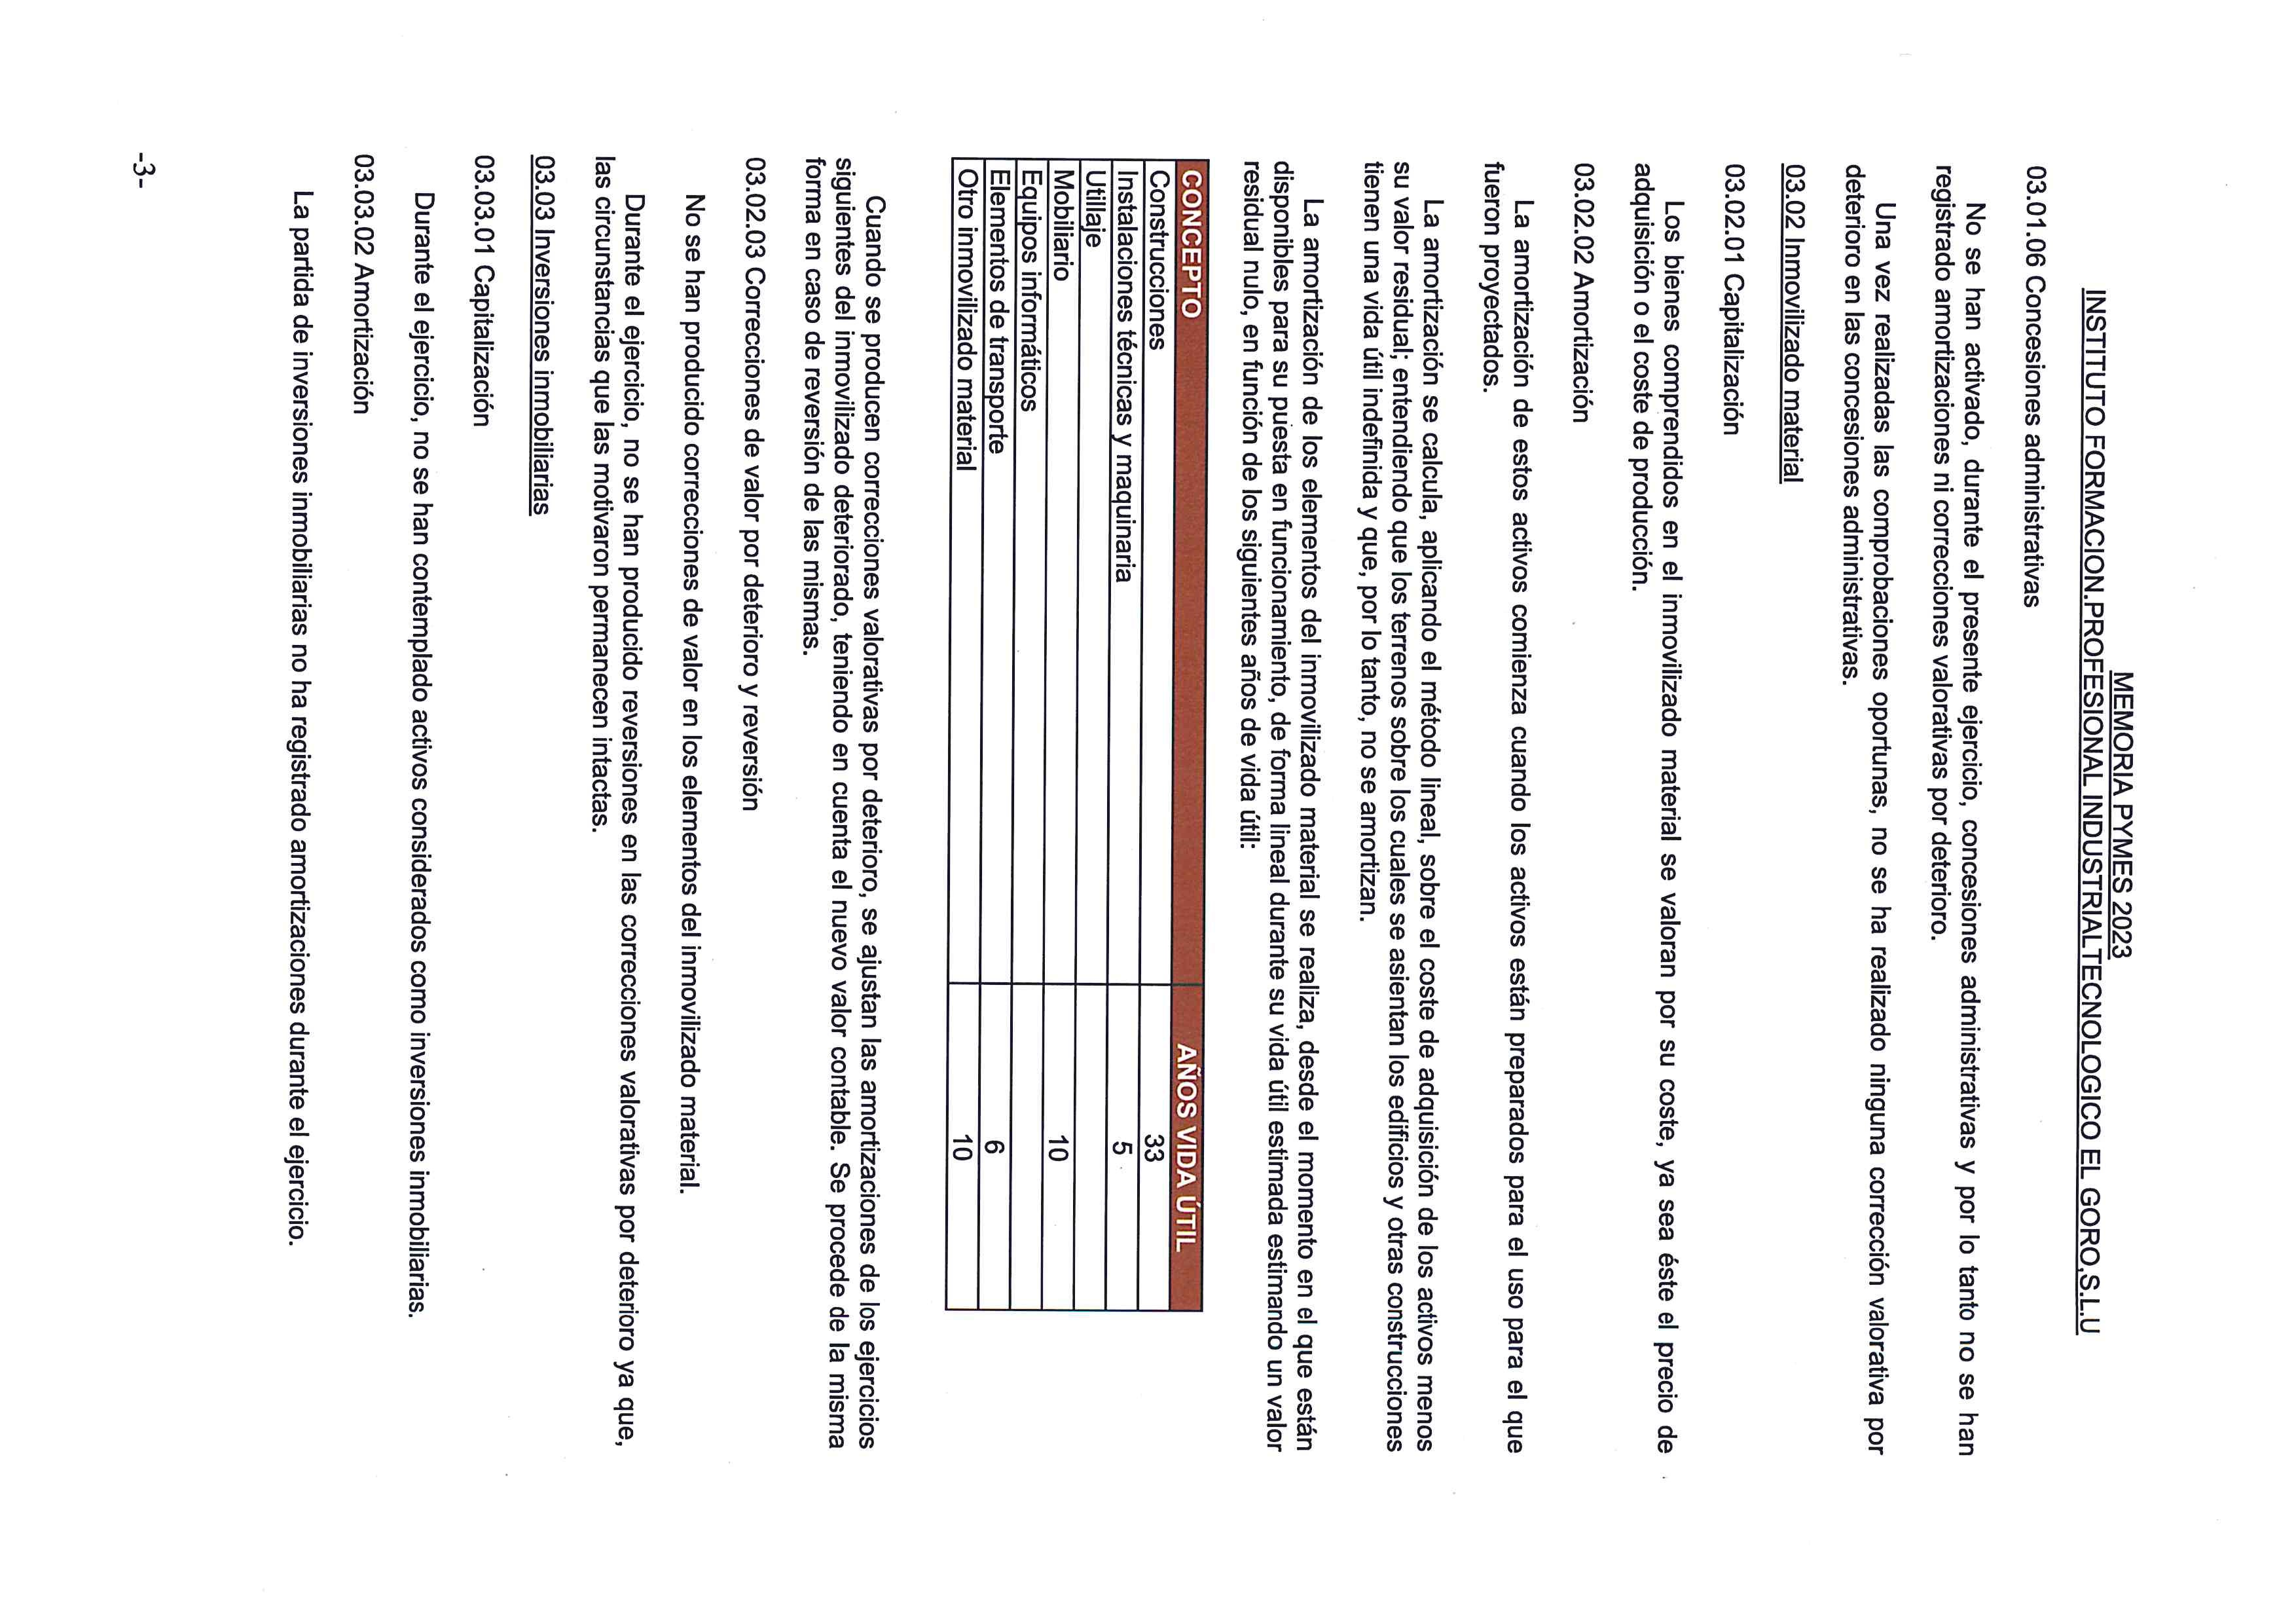 MEMORIA PYMES 2023
INSTITUTO FORMACION.PROFESIONAL INDUSTRIALTECNOLOGICO EL GORO,S.L.U
03.01.06 Concesiones administrativas
No se han activado, durante el presente ejercicio, concesiones administrativas y por lo tanto no se han
registrado amortizaciones ni correcciones valorativas por deterioro.
Una vez realizadas las comprobaciones oportunas, no se ha realizado ninguna corrección valorativa por
deterioro en las concesiones administrativas.
03.02 Inmovilizado material
03.02.01 Capitalización
Los bienes comprendidos en el inmovilizado material se valoran por su coste, ya sea éste el precio de
adquisición o el coste de producción.
03.02.02 Amortización
La amortización de estos activos comienza cuando los activos están preparados para el uso para el que
fueron proyectados.
La amortización se calcula, aplicando el método lineal, sobre el coste de adquisición de los activos menos
su valor residual; entendiendo que los terrenos sobre los cuales se asientan los edificios y otras construcciones
tienen una vida útil indefinida y que, por lo tanto, no se amortizan.
La amortización de los elementos del inmovilizado material se realiza, desde el momento en el que están
disponibles para su puesta en funcionamiento, de forma lineal durante su vida útil estimada estimando un valor
residual nulo, en función de los siguientes años de vida útil:
CONCEPTO AÑOS VIDA ÚTIL
Construcciones 33
Instalaciones técnicas y maquinaria 5
Utillaje
Mobiliario 10
Equipos informáticos
Elementos de transporte 6
Otro inmovilizado material 10
Cuando se producen correcciones valorativas por deterioro, se ajustan las amortizaciones de los ejercicios
siguientes del inmovilizado deteriorado, teniendo en cuenta el nuevo valor contable. Se procede de la misma
forma en caso de reversión de las mismas.
03.02.03 Correcciones de valor por deterioro y reversión
No se han producido correcciones de valor en los elementos del inmovilizado material.
Durante el ejercicio, no se han producido reversiones en las correcciones valorativas por deterioro ya que,
las circunstancias que las motivaron permanecen intactas.
03.03 Inversiones inmobiliarias
03.03.01 Capitalización
Durante el ejercicio, no se han contemplado activos considerados como inversiones inmobiliarias.
03.03.02 Amortización
La partida de inversiones inmobiliarias no ha registrado amortizaciones durante el ejercicio.
-3-